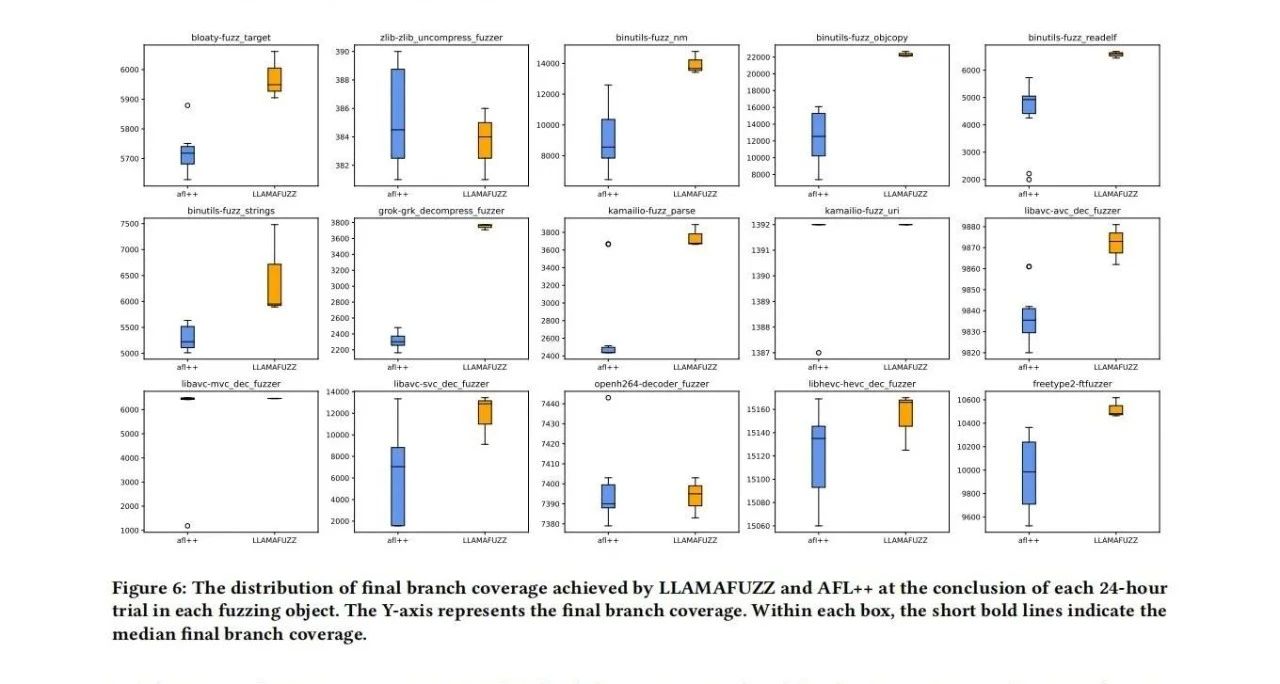 bloaty-fuzz_target
zlib-zlib_uncompress_fuzzer
binutils-fuzz_nm
binutils-fuzz_objcopy
binutils-fuzz_readelf
6000
5900
5800
5700
afl++
LLAMAFUZZ
390
388
386
384
382
afl++
LLAMAFUZZ
14000
12000
10000
8000
afl++
LLAMAFUZZ
22000
20000
18000
16000
14000
12000
10000
8000
afl++
LLAMAFUZZ
6000
5000
4000
3000
2000
afl++
LLAMAFUZZ
binutils-fuzz_strings
grok-grk_decompress_fuzzer
kamailio-fuzz_parse
kamailio-fuzz_uri
libavc-avc_dec_fuzzer
7500
7000
6500
6000
5500
5000
afl++
LLAMAFUZZ
3800
3600
3400
3200
3000
2800
2600
2400
2200
afl++
LLAMAFUZZ
3800
3600
3400
3200
3000
2800
2600
2400
afl++
LLAMAFUZZ
1392
1391
1390
1389
1388
1387
afl++
LLAMAFUZZ
9880
9870
9860
9850
9840
9830
9820
afl++
LLAMAFUZZ
libavc-mvc_dec_fuzzer
libavc-svc_dec_fuzzer
openh264-decoder_fuzzer
libhevc-hevc_dec_fuzzer
freetype2-ftfuzzer
6000
5000
4000
3000
2000
1000
afl++
LLAMAFUZZ
14000
12000
10000
8000
6000
4000
2000
afl++
LLAMAFUZZ
7440
7430
7420
7410
7400
7390
7380
afl++
LLAMAFUZZ
15160
15140
15120
15100
15080
15060
afl++
LLAMAFUZZ
10600
10400
10200
10000
9800
9600
afl++
LLAMAFUZZ
Figure 6: The distribution of final branch coverage achieved by LLAMAFUZZ and AFL++ at the conclusion of each 24-hour
trial in each fuzzing object. The Y-axis represents the final branch coverage. Within each box, the short bold lines indicate the
median final branch coverage.